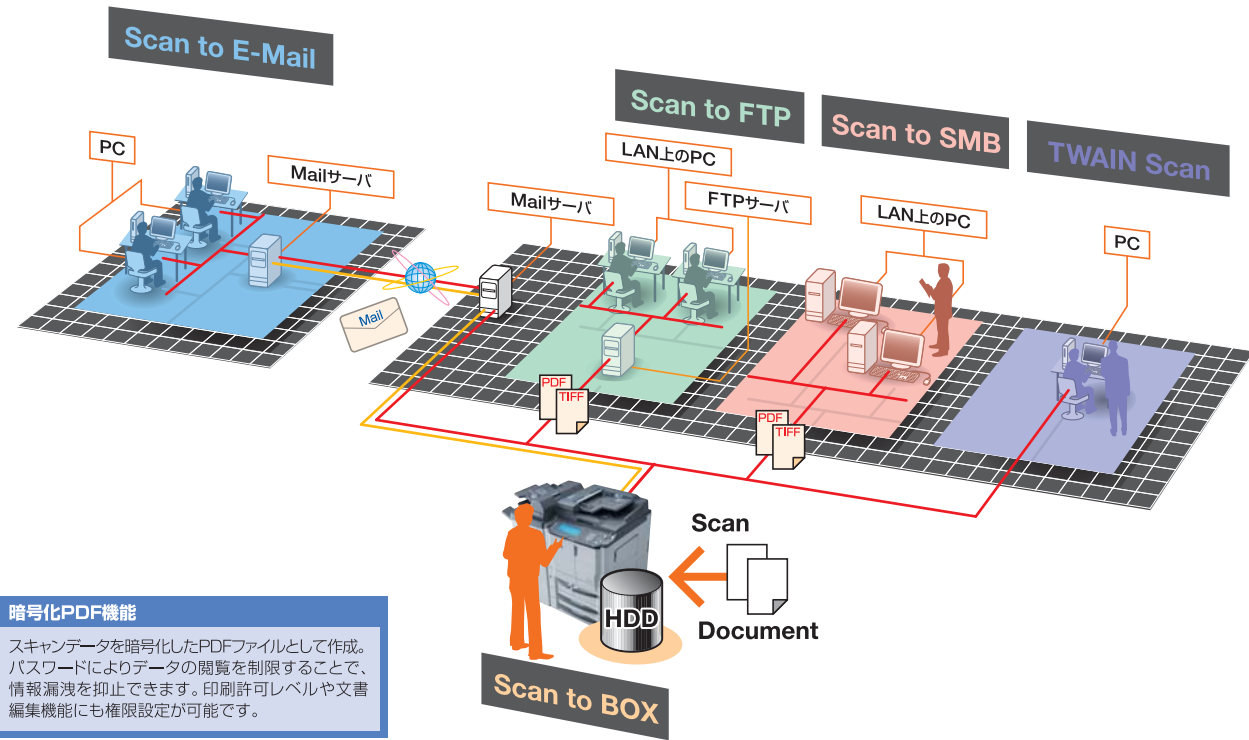 Scan to E-Mail
Scan to FTP
Scan to SMB
TWAIN Scan
PC
Mailサーバ
Mailサーバ
LAN上のPC
FTPサーバ
LAN上のPC
PC
Mail
PDF
TIFF
PDF
TIFF
Scan
HDD
Document
Scan to BOX
暗号化PDF機能
スキャンデータを暗号化したPDFファイルとして作成。
パスワードによりデータの閲覧を制限することで、
情報漏洩を抑止できます。印刷許可レベルや文書
編集機能にも権限設定が可能です。